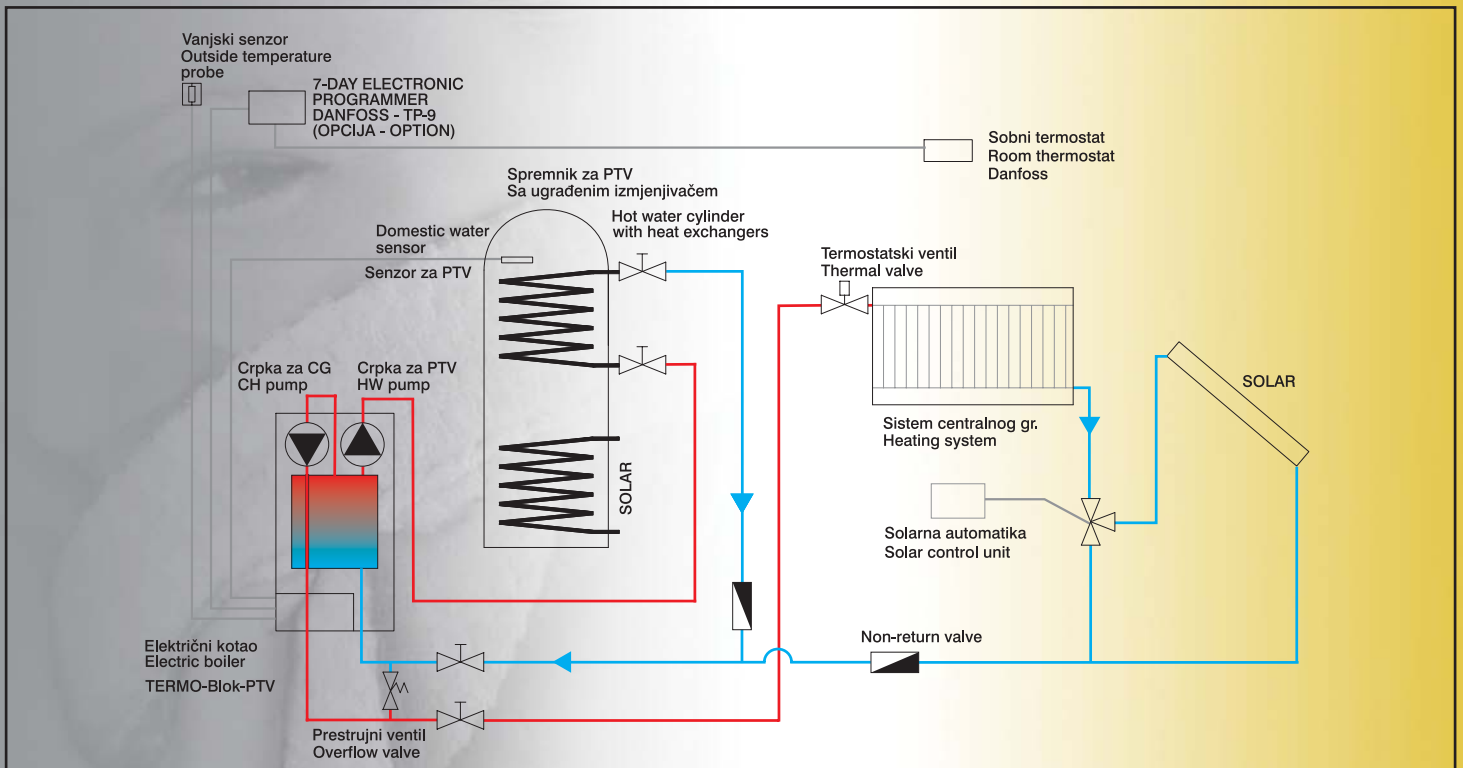 Vanjski senzor
Outside temperature
probe
7-DAY ELECTRONIC
PROGRAMMER
DANFOSS - TP-9
(OPCIJA - OPTION)
Sobni termostat
Room thermostat
Danfoss
Spremnik za PTV
Sa ugrađenim izmjenjivačem
Hot water cylinder
with heat exchangers
Domestic water
sensor
Senzor za PTV
Termostatski ventil
Thermal valve
Crpka za CG
CH pump
Crpka za PTV
HW pump
SOLAR
Sistem centralnog gr.
Heating system
SOLAR
Solarna automatika
Solar control unit
Električni kotao
Electric boiler
TERMO-Blok-PTV
Non-return valve
Prestrujni ventil
Overflow valve